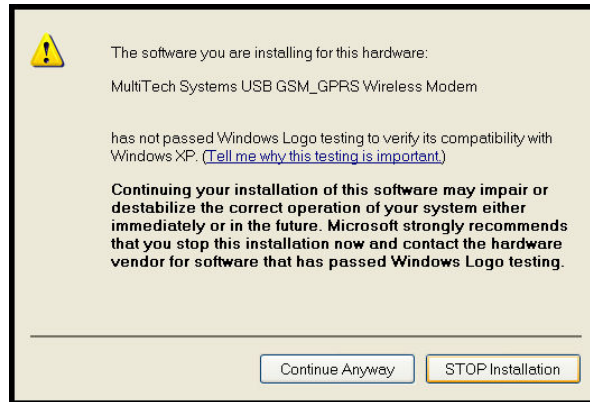 The software you are installing for this hardware:
MultiTech Systems USB GSM_GPRS Wireless Modem
has not passed Windows Logo testing to verify its compatibility with
Windows XP. (Tell me why this testing is important.)
Continuing your installation of this software may impair or
destabilize the correct operation of your system either
immediately or in the future. Microsoft strongly recommends
that you stop this installation now and contact the hardware
vendor for software that has passed Windows Logo testing.
Continue Anyway
STOP Installation